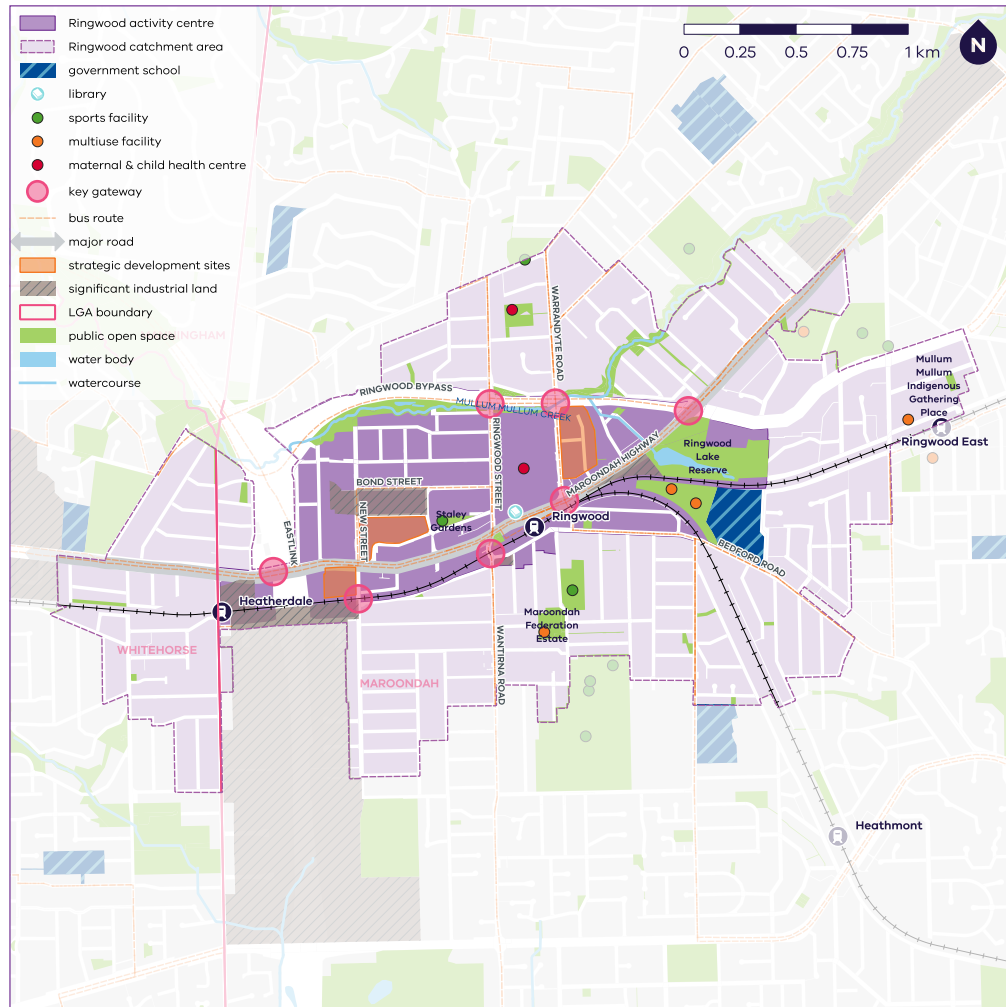 Ringwood activity centre
Ringwood catchment area
government school
library
sports facility
multiuse facility
maternal & child health centre
key gateway
bus route
major road
strategic development sites
significant industrial land
LGA boundary
public open space
water body
watercourse
0 0.25 0.5 0.75 1 km
N
WARRANDYTE ROAD
RINGWOOD BYPASS
MULLUM MULLUM CREEK
RINGWOOD STREET
MAROONDAH HIGHWAY
Mullum
Mullum
Indigenous
Gathering
Place
Ringwood East
Ringwood
Lake
Reserve
BOND STREET
NEW STREET
Staley
Gardens
Ringwood
EASTLINK
BEDFORD ROAD
Heatherdale
Maroondah
Federation
Estate
WANTIRNA ROAD
WHITEHORSE
MAROONDAH
Heathmont